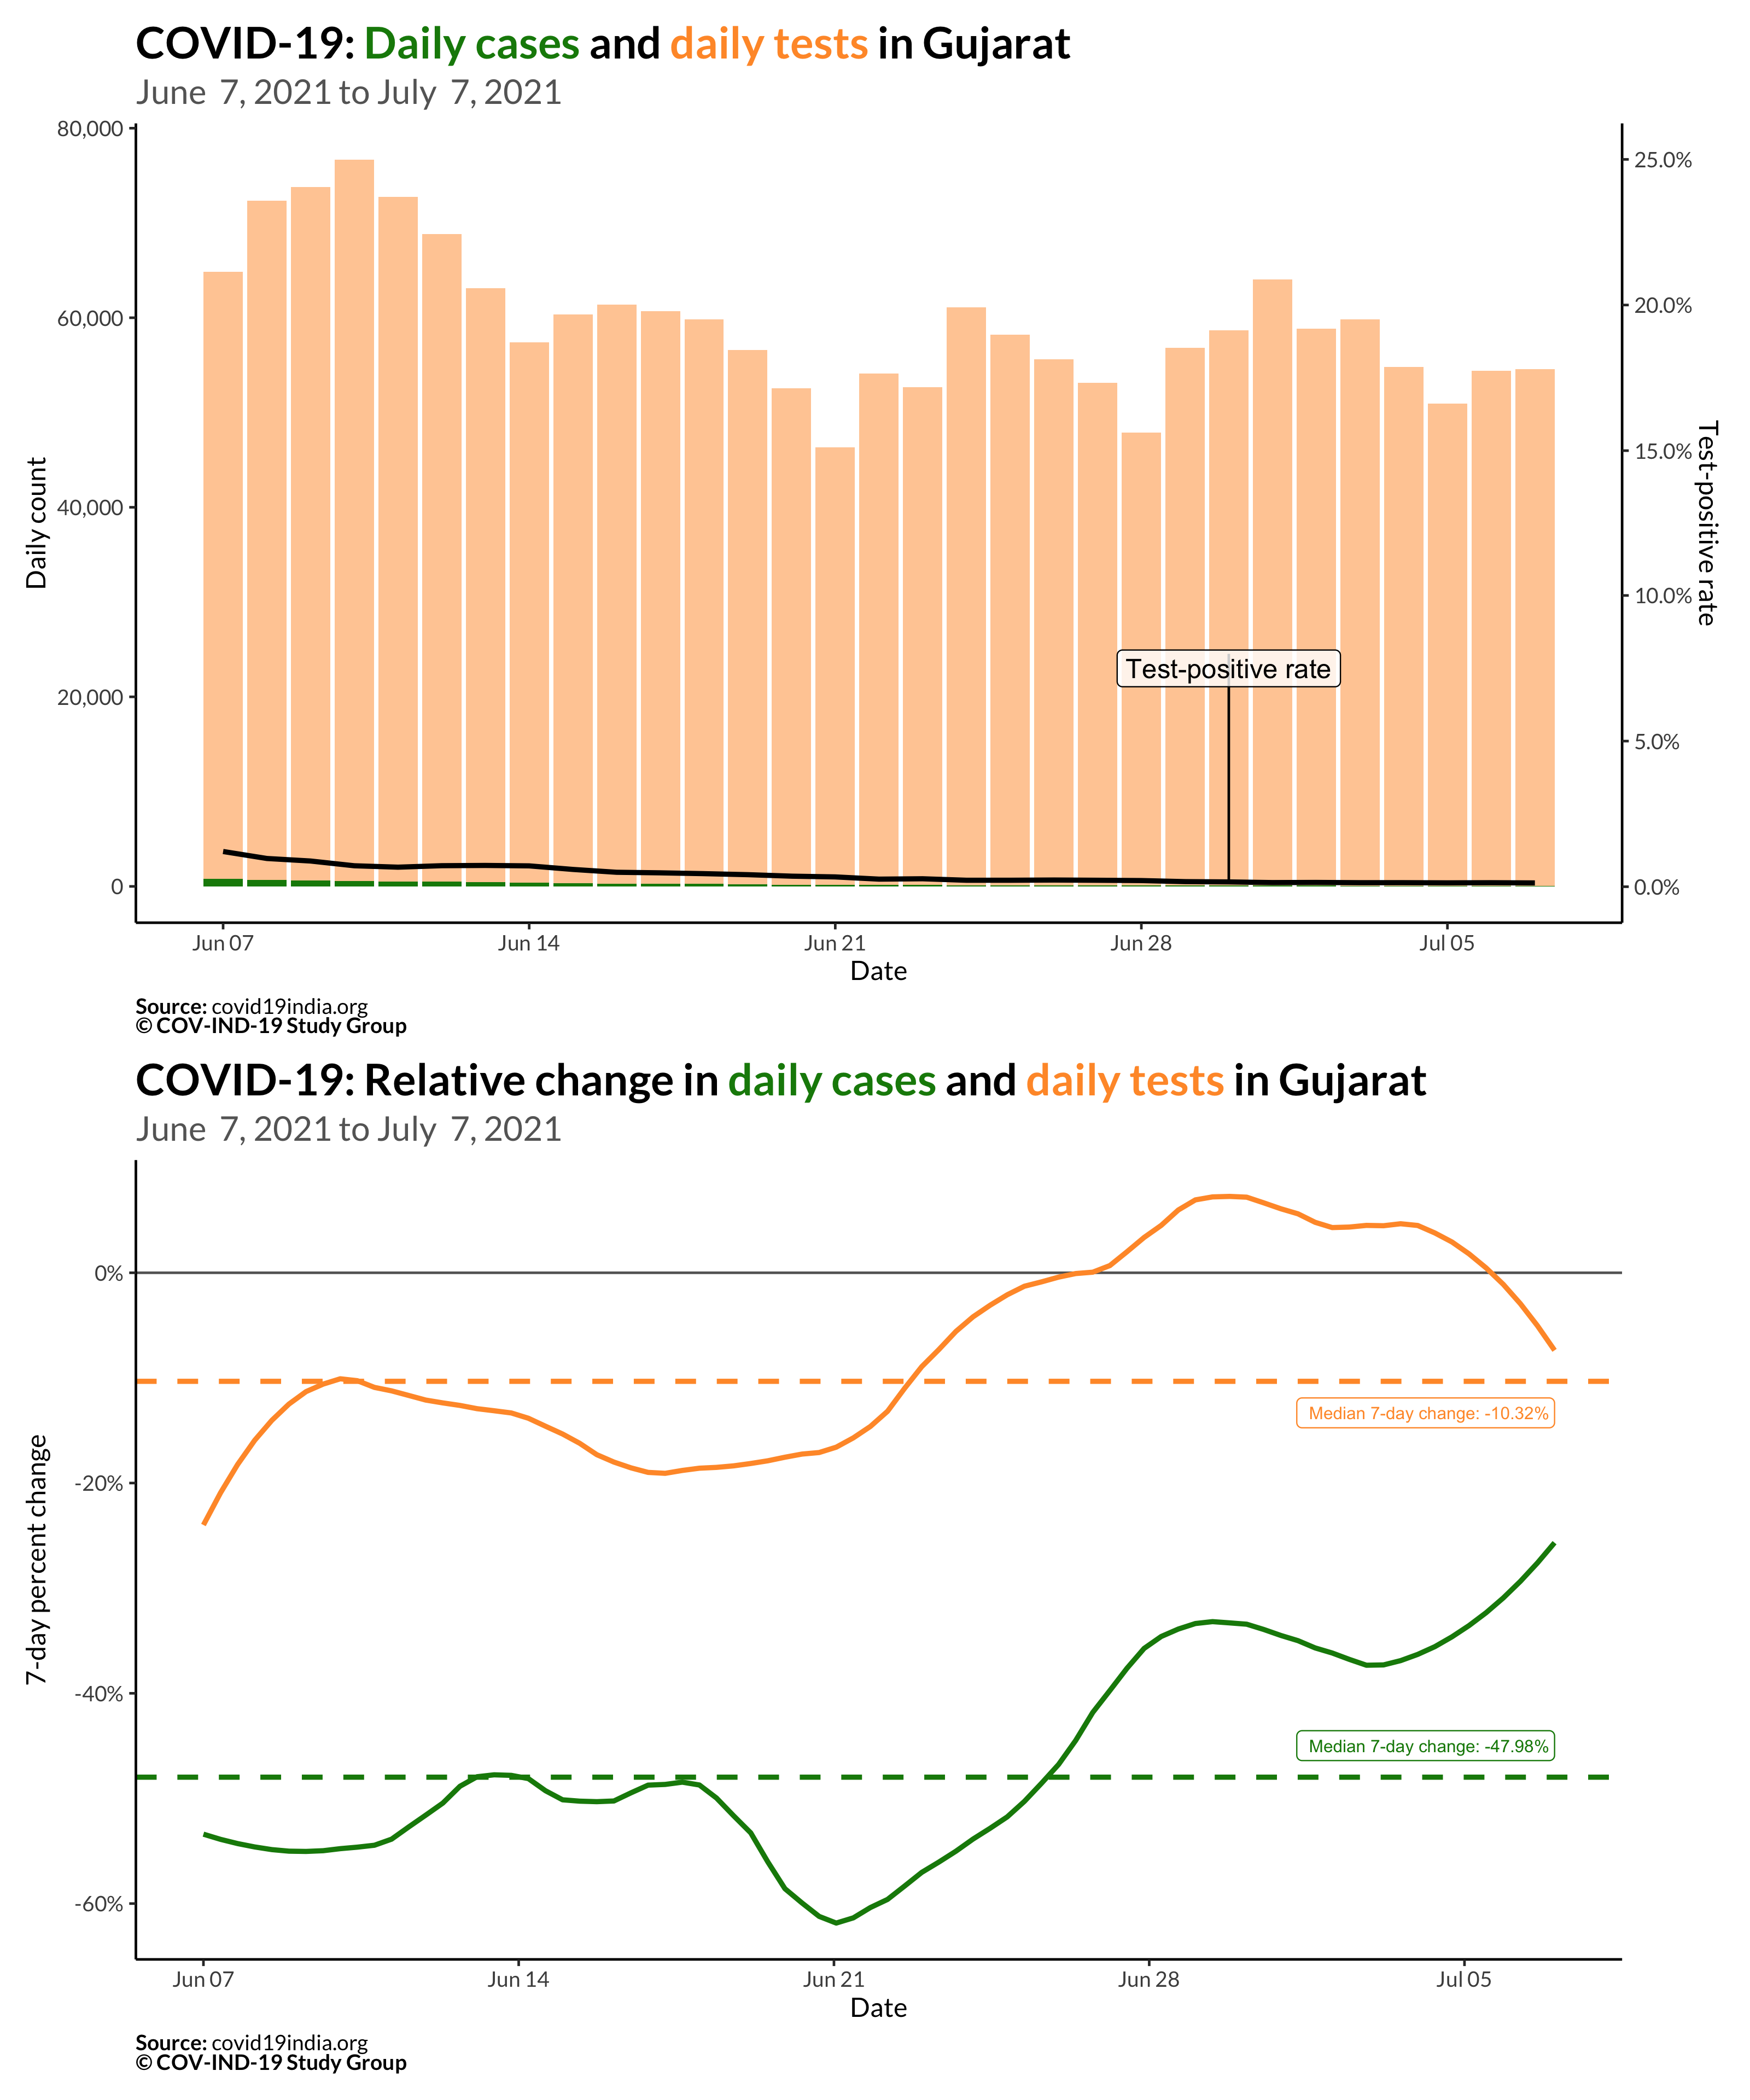 COVID-19: Daily cases and daily tests in Gujarat
June 7, 2021 to July 7, 2021
80,000
60,000
40,000
20,000
0
Daily count
25.0%
20.0%
15.0%
10.0%
5.0%
0.0%
Test-positive rate
Test-positive rate
Jun 07
Jun 14
Jun 21
Jun 28
Jul 05
Date
Source: covid19india.org
© COV-IND-19 Study Group
COVID-19: Relative change in daily cases and daily tests in Gujarat
June 7, 2021 to July 7, 2021
0%
-20%
-40%
-60%
7-day percent change
Median 7-day change: -10.32%
Median 7-day change: -47.98%
Jun 07
Jun 14
Jun 21
Jun 28
Jul 05
Date
Source: covid19india.org
© COV-IND-19 Study Group